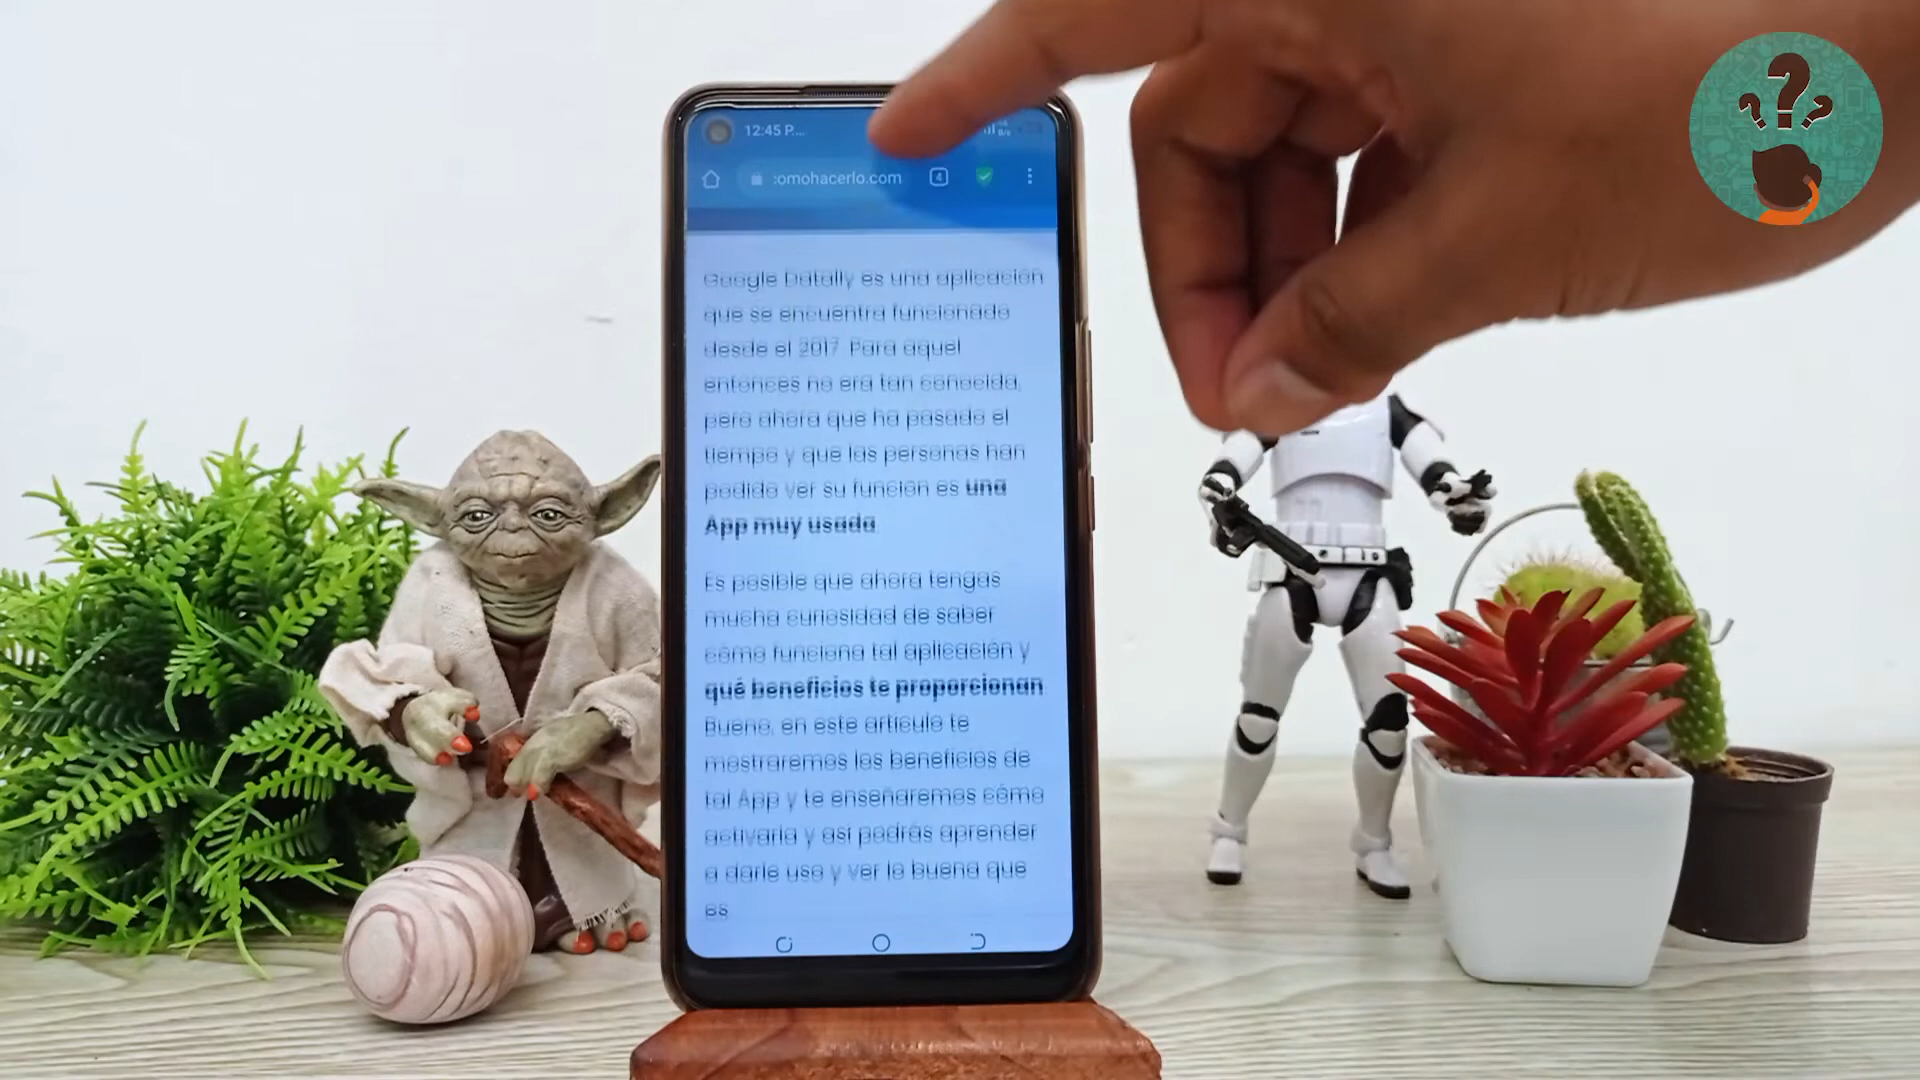 12:45 P...
:omohacerlo.com
4
Google Datally es una aplicación
que se encuentra funcionado
desde el 2017. Para aquel
entonces no era tan conocida,
pero ahora que ha pasado el
tiempo y que las personas han
podido ver su función es una
App muy usada.
Es posible que ahora tengas
mucha curiosidad de saber
cómo funciona tal aplicación y
qué beneficios te proporcionan.
Bueno, en este artículo te
mostraremos los beneficios de
tal App y te enseñaremos cómo
activarla y así podrás aprender
a darle uso y ver lo buena que
es